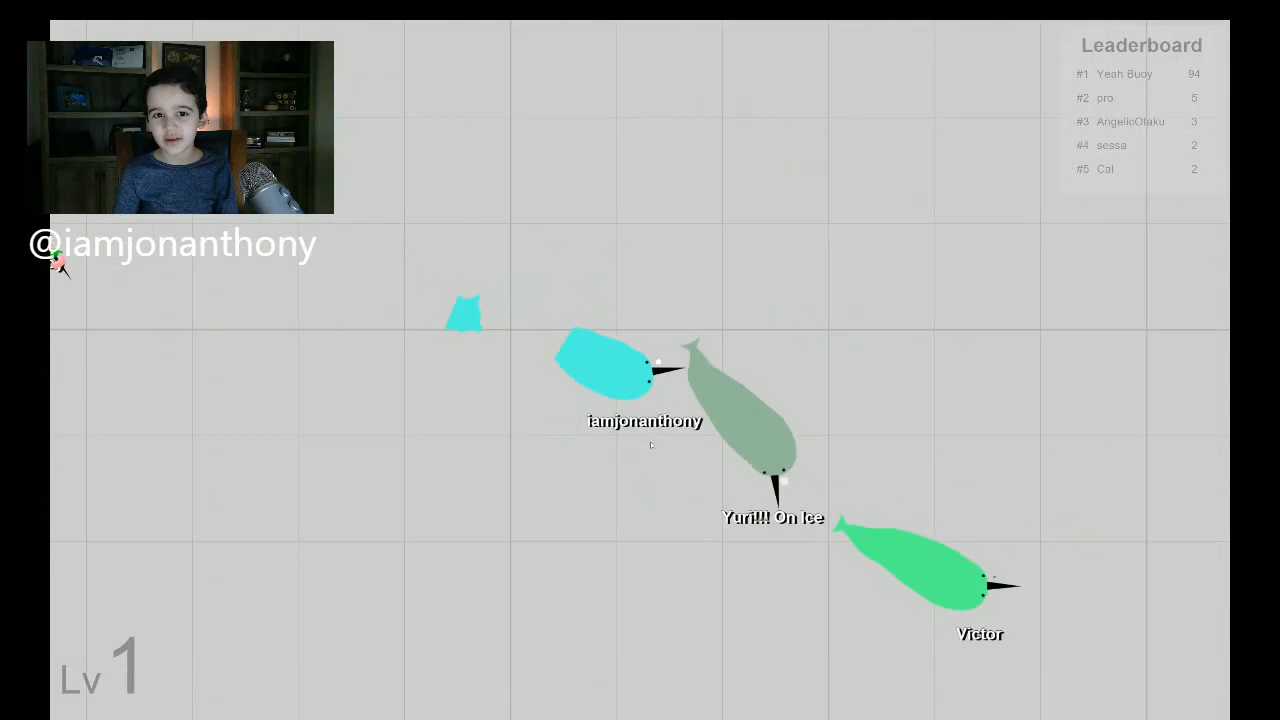 Leaderboard
#1 Yeah Buoy 94
#2 pro 5
#3 AngelicOtaku 3
#4 sessa 2
#5 Cal 2
@iamjonanthony
iamjonanthony
Yuri!!! On Ice
Victor
Lv 1